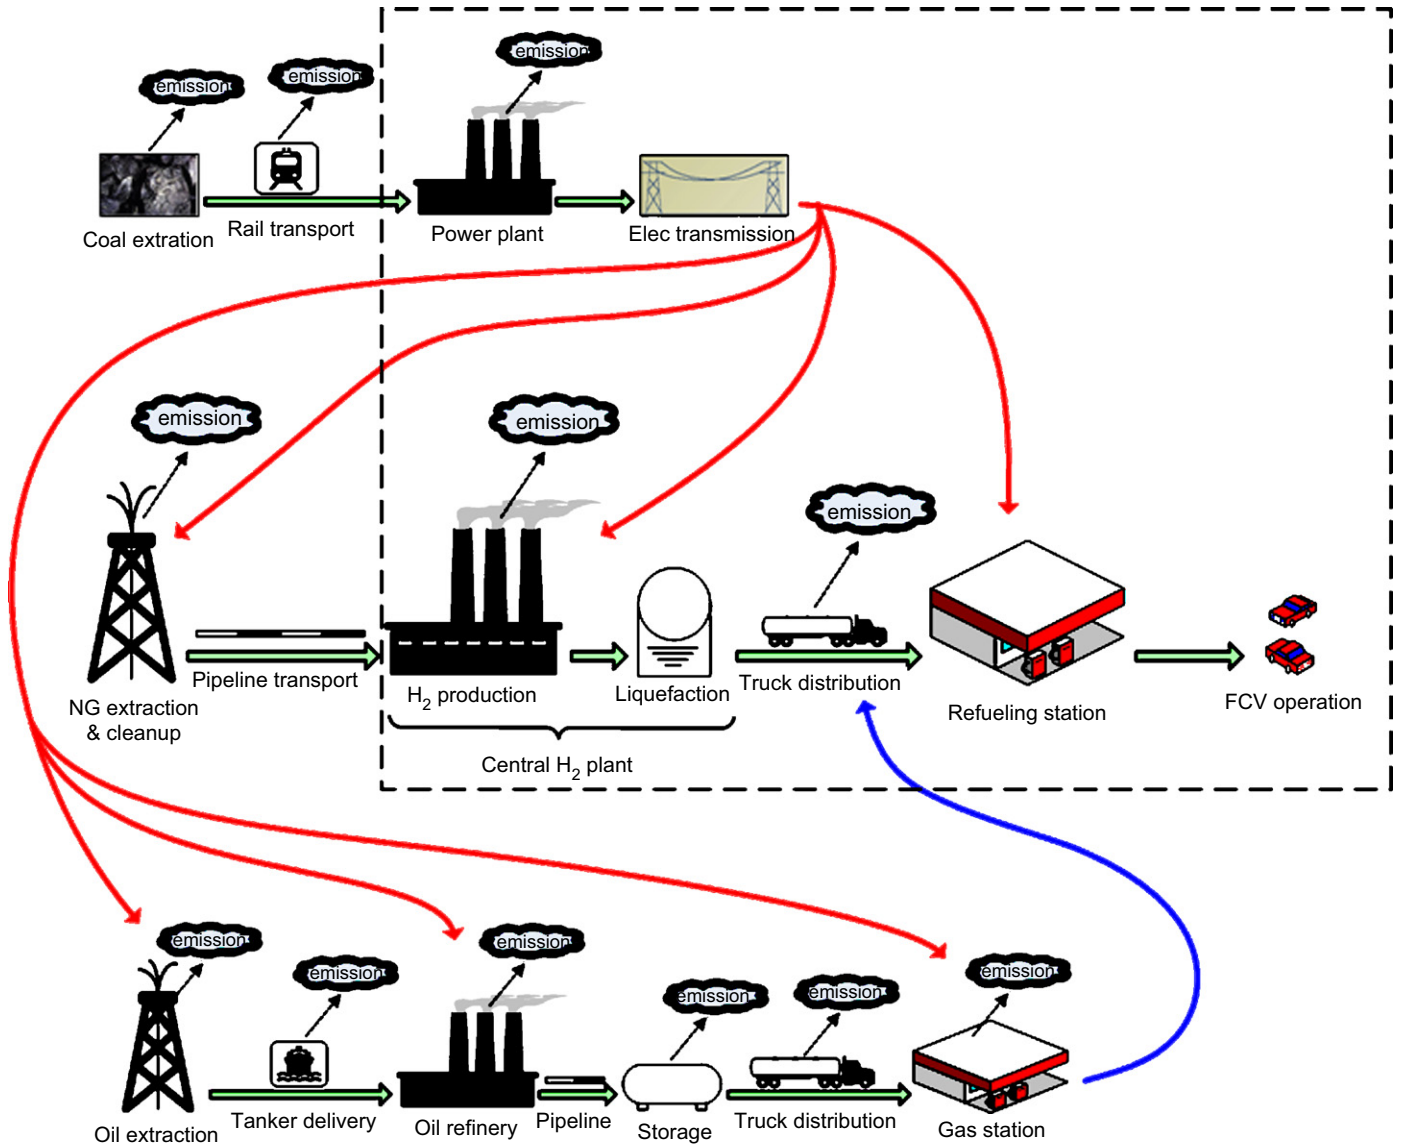 emission
emission
emission
Coal extration
Rail transport
Power plant
Elec transmission
emission
emission
emission
NG extraction
& cleanup
Pipeline transport
H2 production
Liquefaction
Truck distribution
Refueling station
FCV operation
Central H2 plant
emission
emission
emission
emission
emission
emission
Oil extraction
Tanker delivery
Oil refinery
Pipeline
Storage
Truck distribution
Gas station